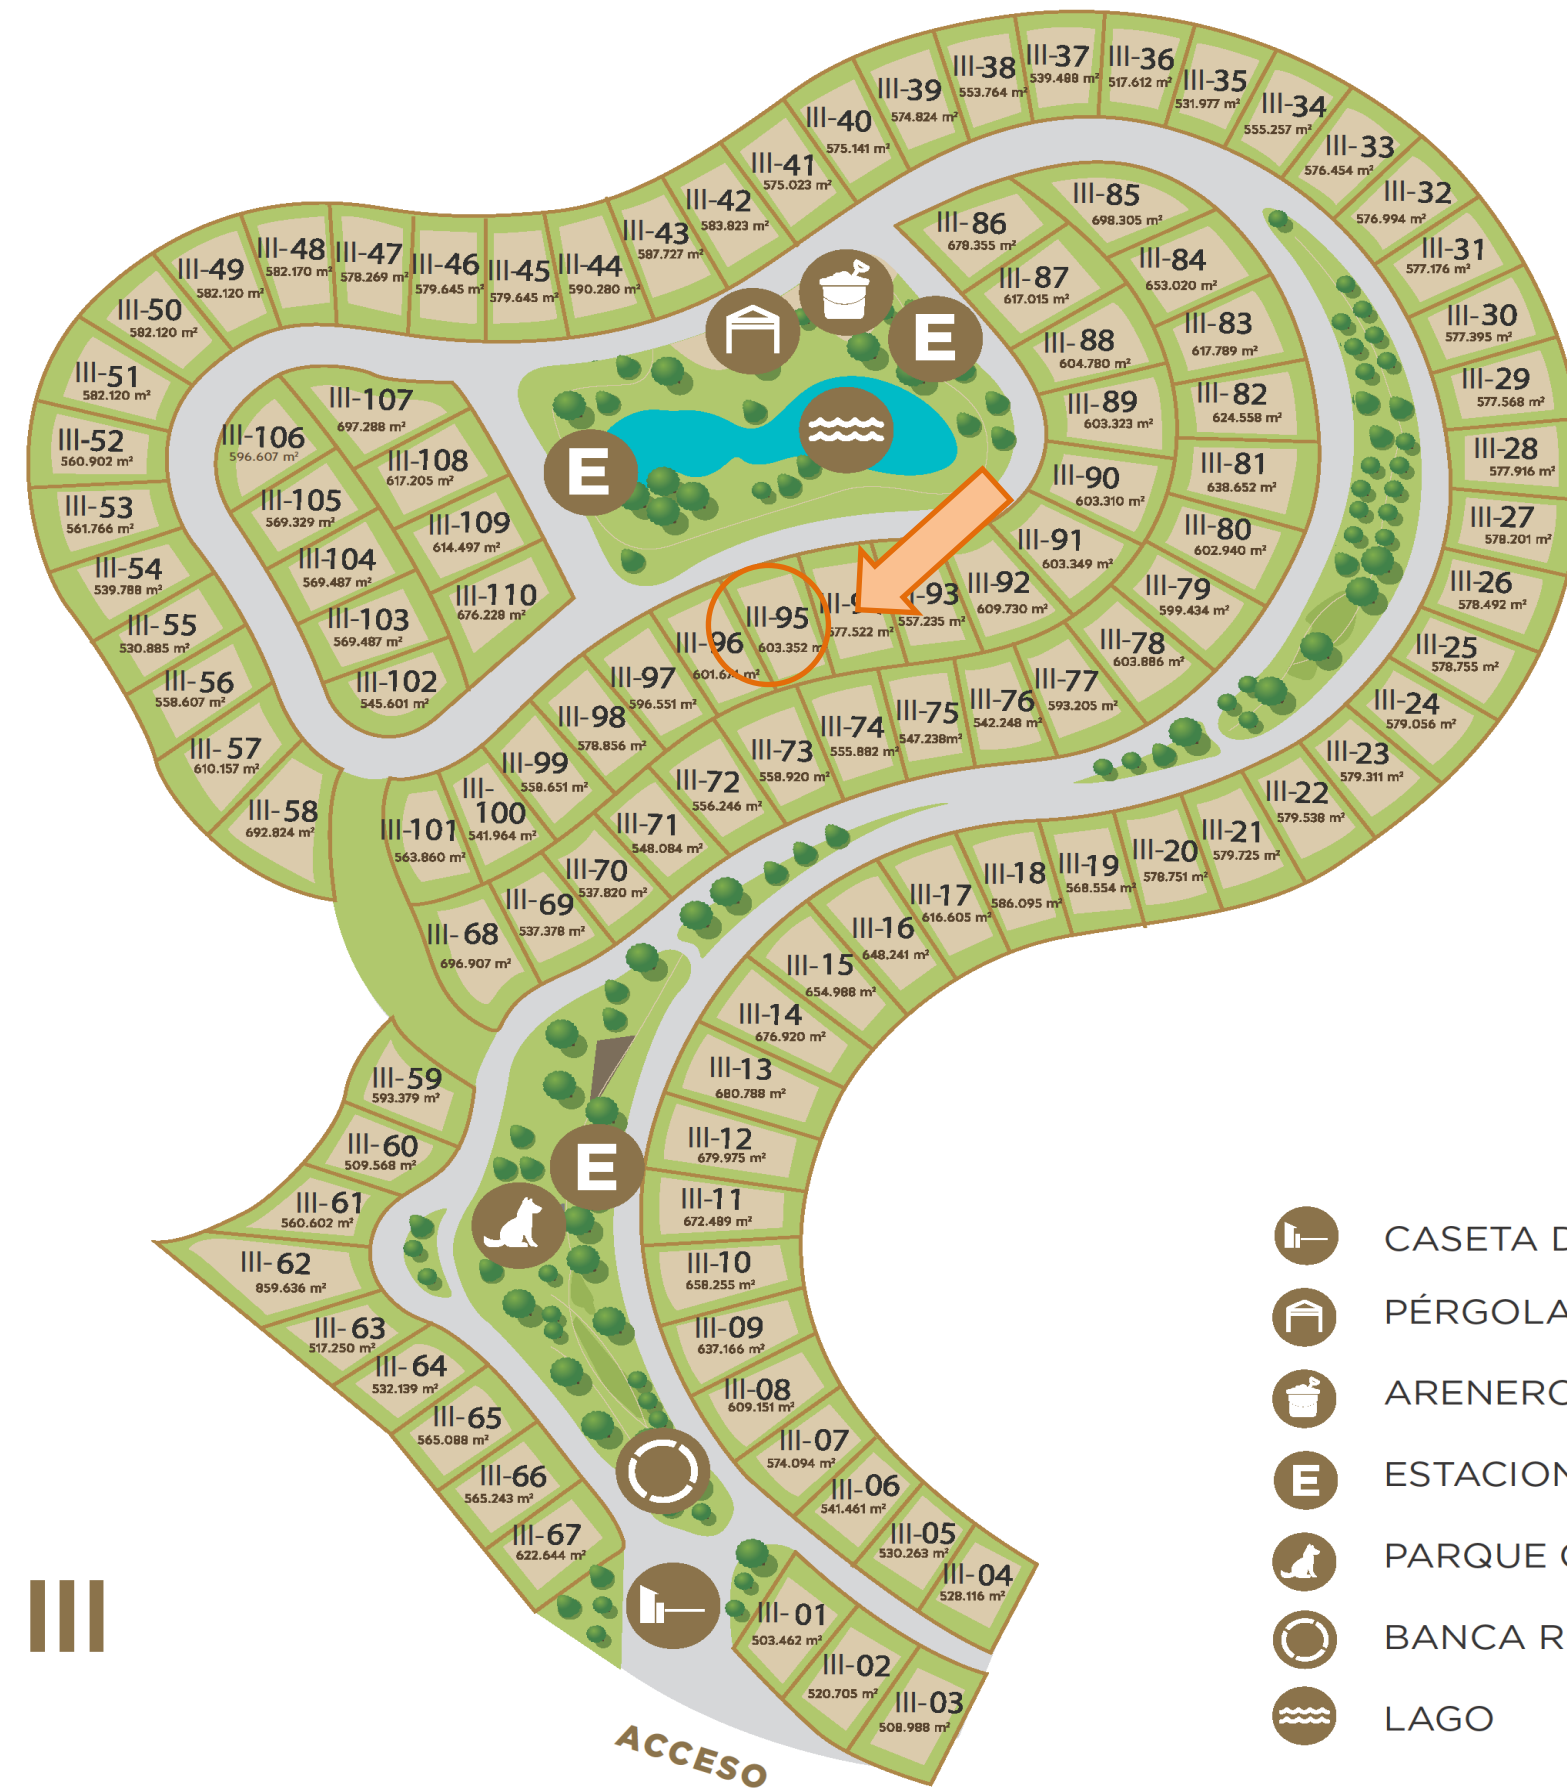 III-37
539.488 m²
III-36
517.612 m²
III-38
553.764 m²
III-35
531.977 m²
III-39
574.824 m²
III-34
555.257 m²
III-40
575.141 m²
III-33
576.454 m²
III-41
575.023 m²
III-32
576.994 m²
III-85
698.305 m²
III-42
583.823 m²
III-86
678.355 m²
III-43
587.727 m²
III-31
577.176 m²
III-84
653.020 m²
III-48
582.170 m²
III-47
578.269 m²
III-49
582.120 m²
III-46
579.645 m²
III-45
579.645 m²
III-44
590.280 m²
III-87
617.015 m²
III-50
582.120 m²
III-30
577.395 m²
III-83
617.789 m²
III-88
604.780 m²
E
III-51
582.120 m²
III-29
577.568 m²
III-107
697.288 m²
III-82
624.558 m²
III-89
603.323 m²
III-106
596.607 m²
III-52
560.902 m²
III-28
577.916 m²
III-108
617.205 m²
III-81
638.652 m²
E
III-90
603.310 m²
III-105
569.329 m²
III-53
561.766 m²
III-27
578.201 m²
III-109
614.497 m²
III-80
602.940 m²
III-91
603.349 m²
III-104
569.487 m²
III-54
539.788 m²
III-26
578.492 m²
III-92
609.730 m²
III-79
599.434 m²
III-110
676.228 m²
-93
557.235 m²
577.522 m²
III-95
603.352 m
III-103
569.487 m²
III-55
530.885 m²
III-96
III-78
603.886 m²
III-25
578.755 m²
III-97
596.551 m²
III-77
593.205 m²
III-102
545.601 m²
III-56
558.607 m²
III-76
542.248 m²
III-24
579.056 m²
III-98
578.856 m²
III-75
547.238m²
III-74
555.882 m²
III-57
610.157 m²
III-73
558.920 m²
III-23
579.311 m²
III-99
558.651 m²
III-72
556.246 m²
III-22
579.538 m²
III-
100
541.964 m²
III-58
692.824 m²
III-101
563.860 m²
III-71
548.084 m²
III-21
579.725 m²
III-20
578.751 m²
III-70
537.820 m²
III-19
568.554 m²
III-18
586.095 m²
III-17
616.605 m²
III-69
537.378 m²
III-16
648.241 m²
III-68
696.907 m²
III-15
654.988 m²
III-14
676.920 m²
III-13
680.788 m²
III-59
593.379 m²
III-12
679.975 m²
III-60
509.568 m²
E
III-11
672.489 m²
III-61
560.602 m²
III-10
658.255 m²
III-62
859.636 m²
III-09
637.166 m²
III-63
517.250 m²
III-64
532.139 m²
III-08
609.151 m²
III-65
565.088 m²
III-07
574.094 m²
III-66
565.243 m²
III-06
541.461 m²
III-67
622.644 m²
III-05
530.263 m²
III-04
528.116 m²
III-01
503.462 m²
III-02
520.705 m²
III-03
508.988 m²
ACCESO
III
CASETA D
PÉRGOLA
ARENERO
E ESTACION
PARQUE
BANCA R
LAGO